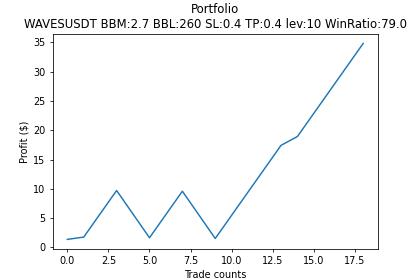 Portfolio
WAVESUSDT BBM:2.7 BBL:260 SL:0.4 TP:0.4 lev:10 WinRatio:79.0
35
30
25
20
15
10
5
0
Profit ($)
0.0 2.5 5.0 7.5 10.0 12.5 15.0 17.5
Trade counts